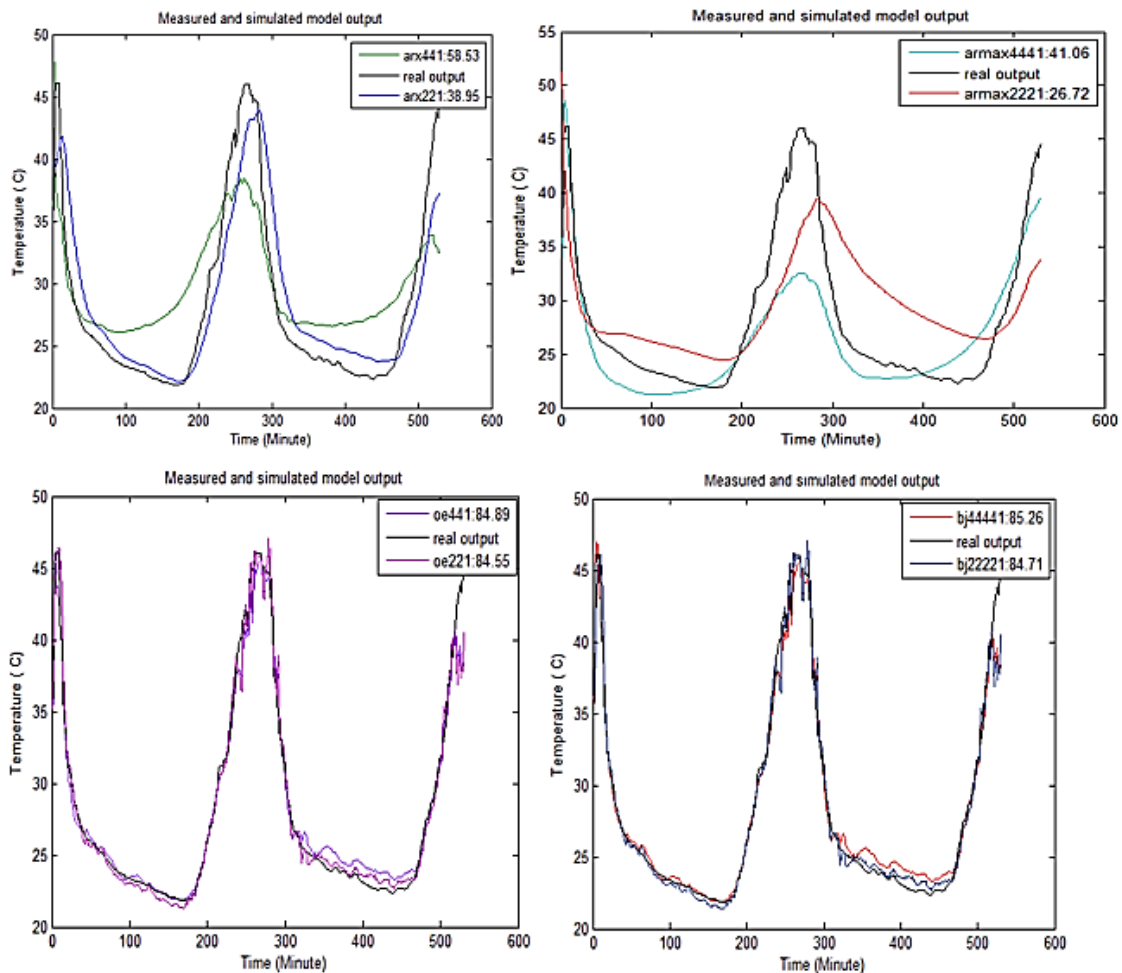 Measured and simulated model output
Temperature ( C)
50
45
40
35
30
25
20
arx441:58.53
real output
arx221:38.95
0
100
200
300
400
500
600
Time (Minute)
Measured and simulated model output
Temperature ( C)
55
50
45
40
35
30
25
20
armax4441:41.06
real output
armax2221:26.72
0
100
200
300
400
500
600
Time (Minute)
Measured and simulated model output
Temperature ( C)
50
45
40
35
30
25
20
oe441:84.89
real output
oe221:84.55
0
100
200
300
400
500
600
Time (Minute)
Measured and simulated model output
Temperature ( C)
50
45
40
35
30
25
20
bj44441:85.26
real output
bj22221:84.71
0
100
200
300
400
500
600
Time (Minute)